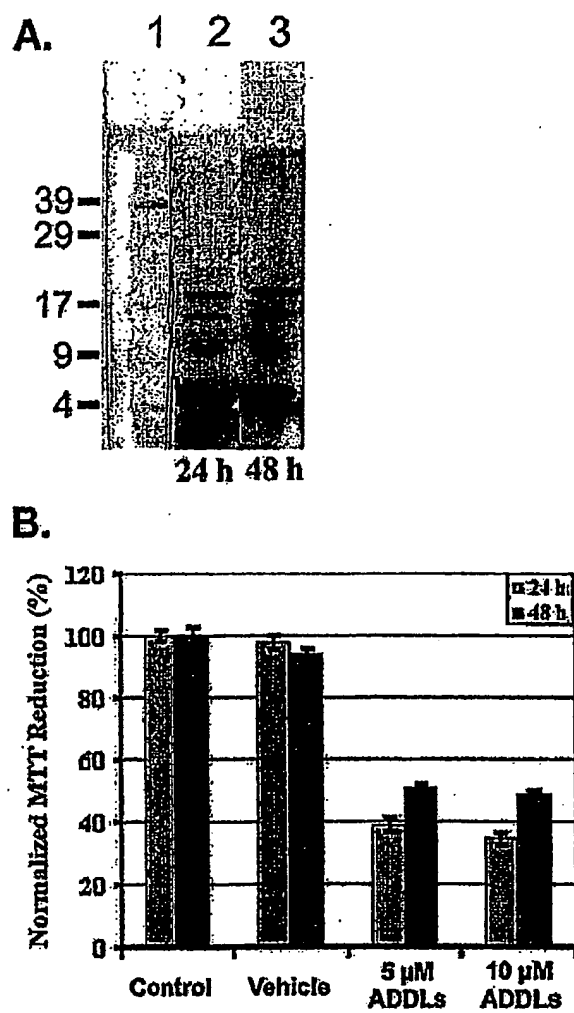 A. 1 2 3
39
29
17
9
4
24 h 48 h
B.
Normalized MTT Reduction (%)
120
100
80
60
40
20
0
24 h
48 h
Control Vehicle 5 µM ADDLs 10 µM ADDLs